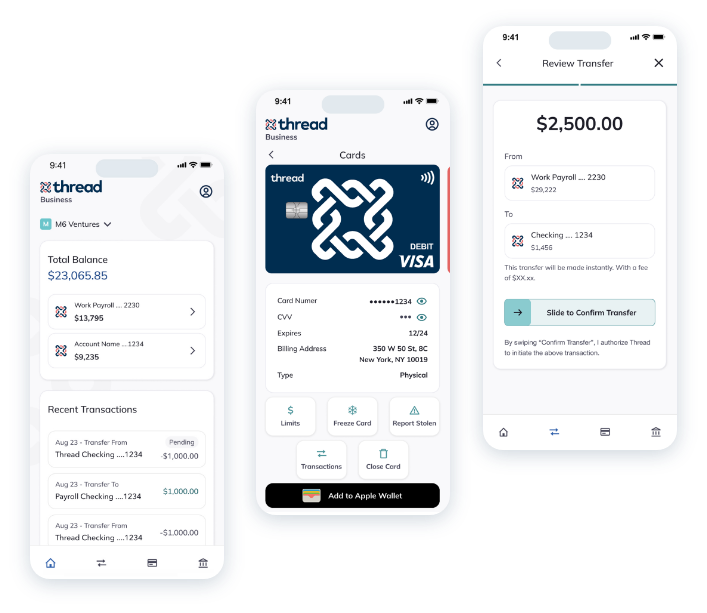 9:41
thread
Business
M
M6 Ventures
Total Balance
$23,065.85
Work Payroll .... 2230
$13,795
Account Name ...1234
$9,235
Recent Transactions
Aug 23 - Transfer From
Pending
Thread Checking ....1234
-$1,000.00
Aug 23 - Transfer To
Payroll Checking ....1234
$1,000.00
Aug 23 - Transfer From
Thread Checking ....1234
-$1,000.00
9:41
thread
Business
Cards
thread
DEBIT
VISA
Card Numer ••••••1234
CVV •••
Expires 12/24
Billing Address 350 W 50 St, 8C
New York, NY 10019
Type Physical
Limits
Freeze Card
Report Stolen
Transactions
Close Card
Add to Apple Wallet
9:41
Review Transfer
$2,500.00
From
Work Payroll .... 2230
$29,222
To
Checking .... 1234
$1,456
This transfer will be made instantly. With a fee
of $XX.xx.
Slide to Confirm Transfer
By swiping “Confirm Transfer”, I authorize Thread
to initiate the above transaction.